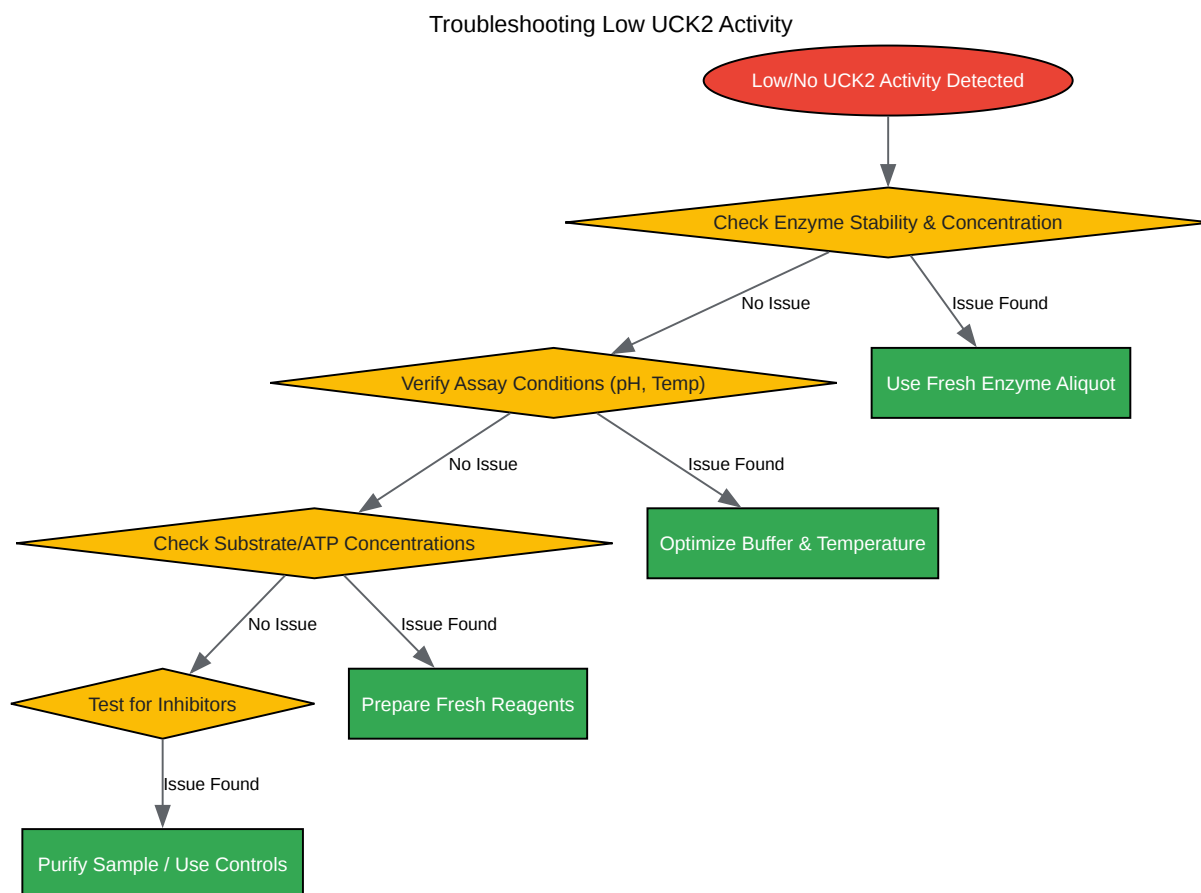 Troubleshooting Low UCK2 Activity
Low/No UCK2 Activity Detected
Check Enzyme Stability & Concentration
No Issue
Issue Found
Verify Assay Conditions (pH, Temp)
Use Fresh Enzyme Aliquot
No Issue
Issue Found
Check Substrate/ATP Concentrations
Optimize Buffer & Temperature
No Issue
Issue Found
Test for Inhibitors
Prepare Fresh Reagents
Issue Found
Purify Sample / Use Controls